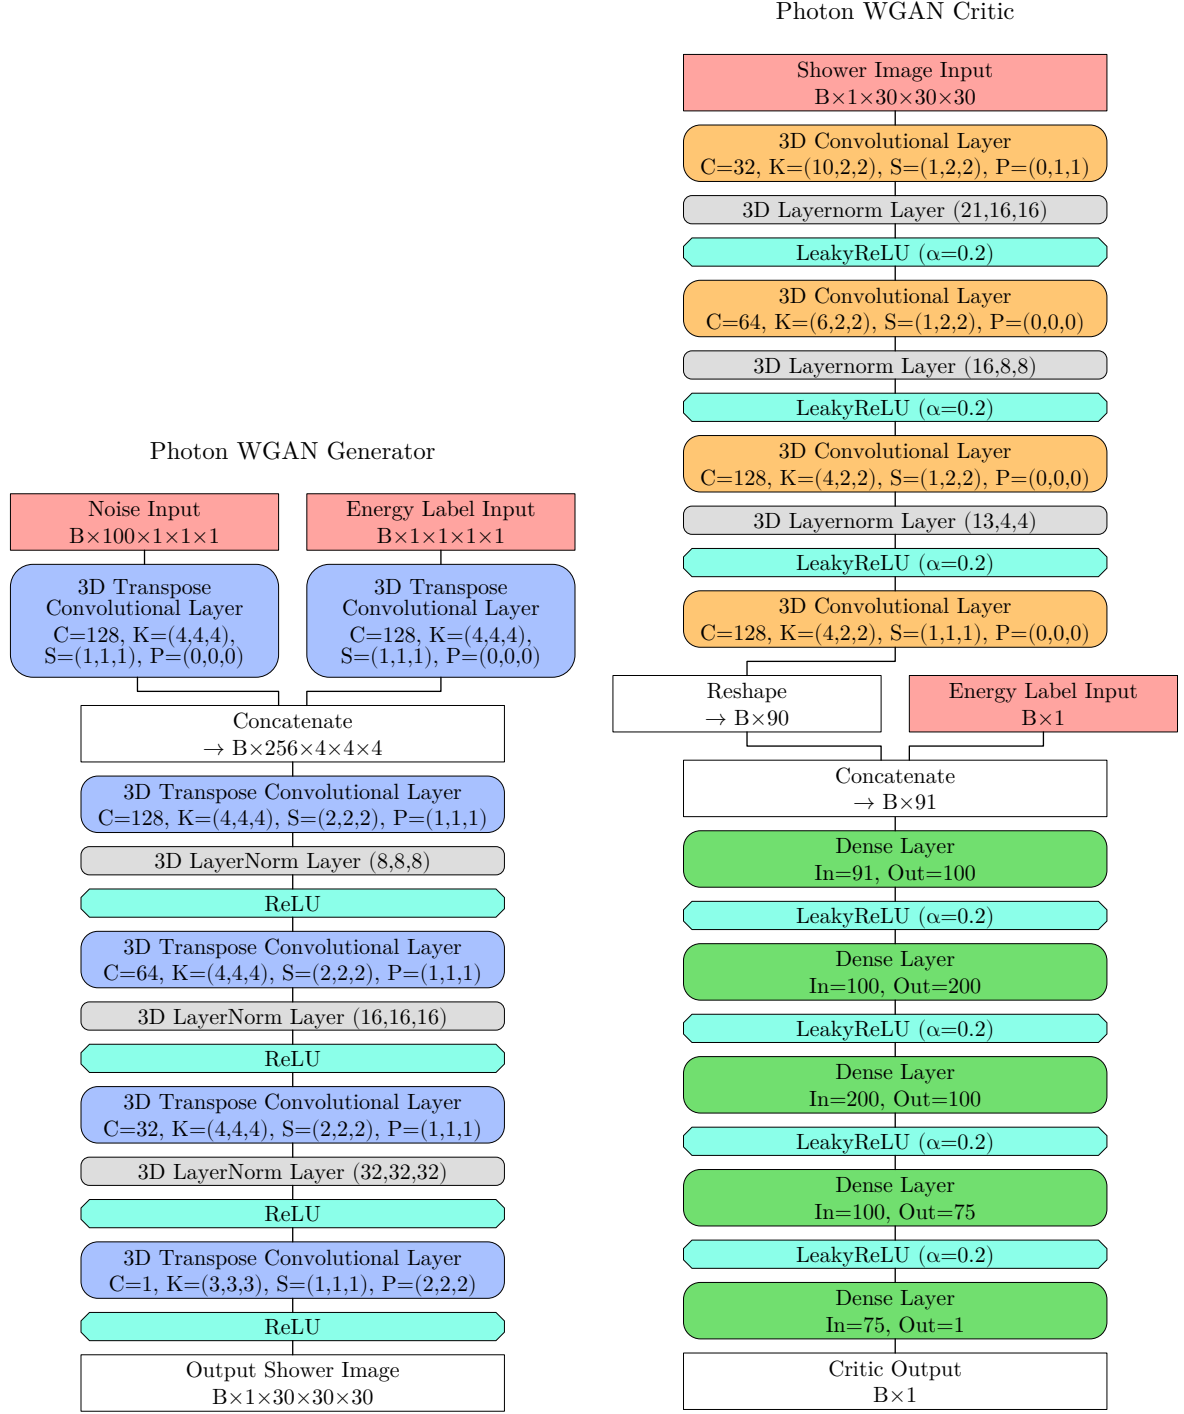 Photon WGAN Generator
Noise Input
B×100×1×1×1
Energy Label Input
B×1×1×1×1
3D Transpose
Convolutional Layer
C=128, K=(4,4,4),
S=(1,1,1), P=(0,0,0)
3D Transpose
Convolutional Layer
C=128, K=(4,4,4),
S=(1,1,1), P=(0,0,0)
Concatenate
→ B×256×4×4×4
3D Transpose Convolutional Layer
C=128, K=(4,4,4), S=(2,2,2), P=(1,1,1)
3D LayerNorm Layer (8,8,8)
ReLU
3D Transpose Convolutional Layer
C=64, K=(4,4,4), S=(2,2,2), P=(1,1,1)
3D LayerNorm Layer (16,16,16)
ReLU
3D Transpose Convolutional Layer
C=32, K=(4,4,4), S=(2,2,2), P=(1,1,1)
3D LayerNorm Layer (32,32,32)
ReLU
3D Transpose Convolutional Layer
C=1, K=(3,3,3), S=(1,1,1), P=(2,2,2)
ReLU
Output Shower Image
B×1×30×30×30
Photon WGAN Critic
Shower Image Input
B×1×30×30×30
3D Convolutional Layer
C=32, K=(10,2,2), S=(1,2,2), P=(0,1,1)
3D Layernorm Layer (21,16,16)
LeakyReLU (α=0.2)
3D Convolutional Layer
C=64, K=(6,2,2), S=(1,2,2), P=(0,0,0)
3D Layernorm Layer (16,8,8)
LeakyReLU (α=0.2)
3D Convolutional Layer
C=128, K=(4,2,2), S=(1,2,2), P=(0,0,0)
3D Layernorm Layer (13,4,4)
LeakyReLU (α=0.2)
3D Convolutional Layer
C=128, K=(4,2,2), S=(1,1,1), P=(0,0,0)
Reshape
→ B×90
Energy Label Input
B×1
Concatenate
→ B×91
Dense Layer
In=91, Out=100
LeakyReLU (α=0.2)
Dense Layer
In=100, Out=200
LeakyReLU (α=0.2)
Dense Layer
In=200, Out=100
LeakyReLU (α=0.2)
Dense Layer
In=100, Out=75
LeakyReLU (α=0.2)
Dense Layer
In=75, Out=1
Critic Output
B×1